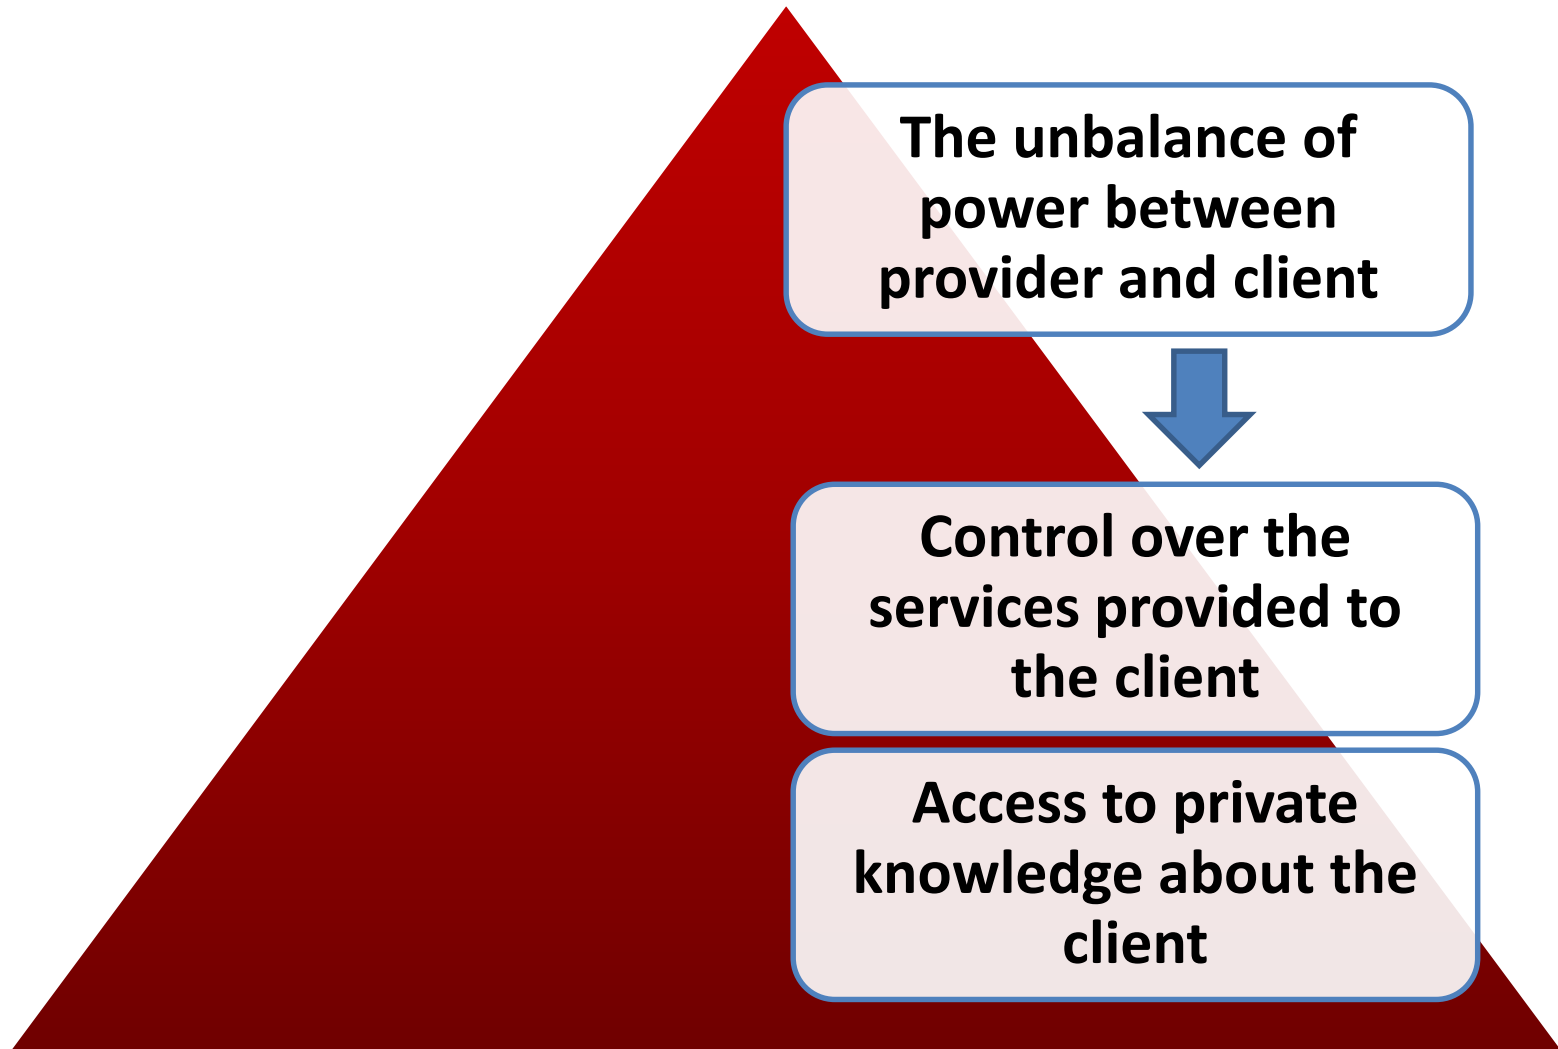 The unbalance of
power between
provider and client
Control over the
services provided to
the client
Access to private
knowledge about the
client